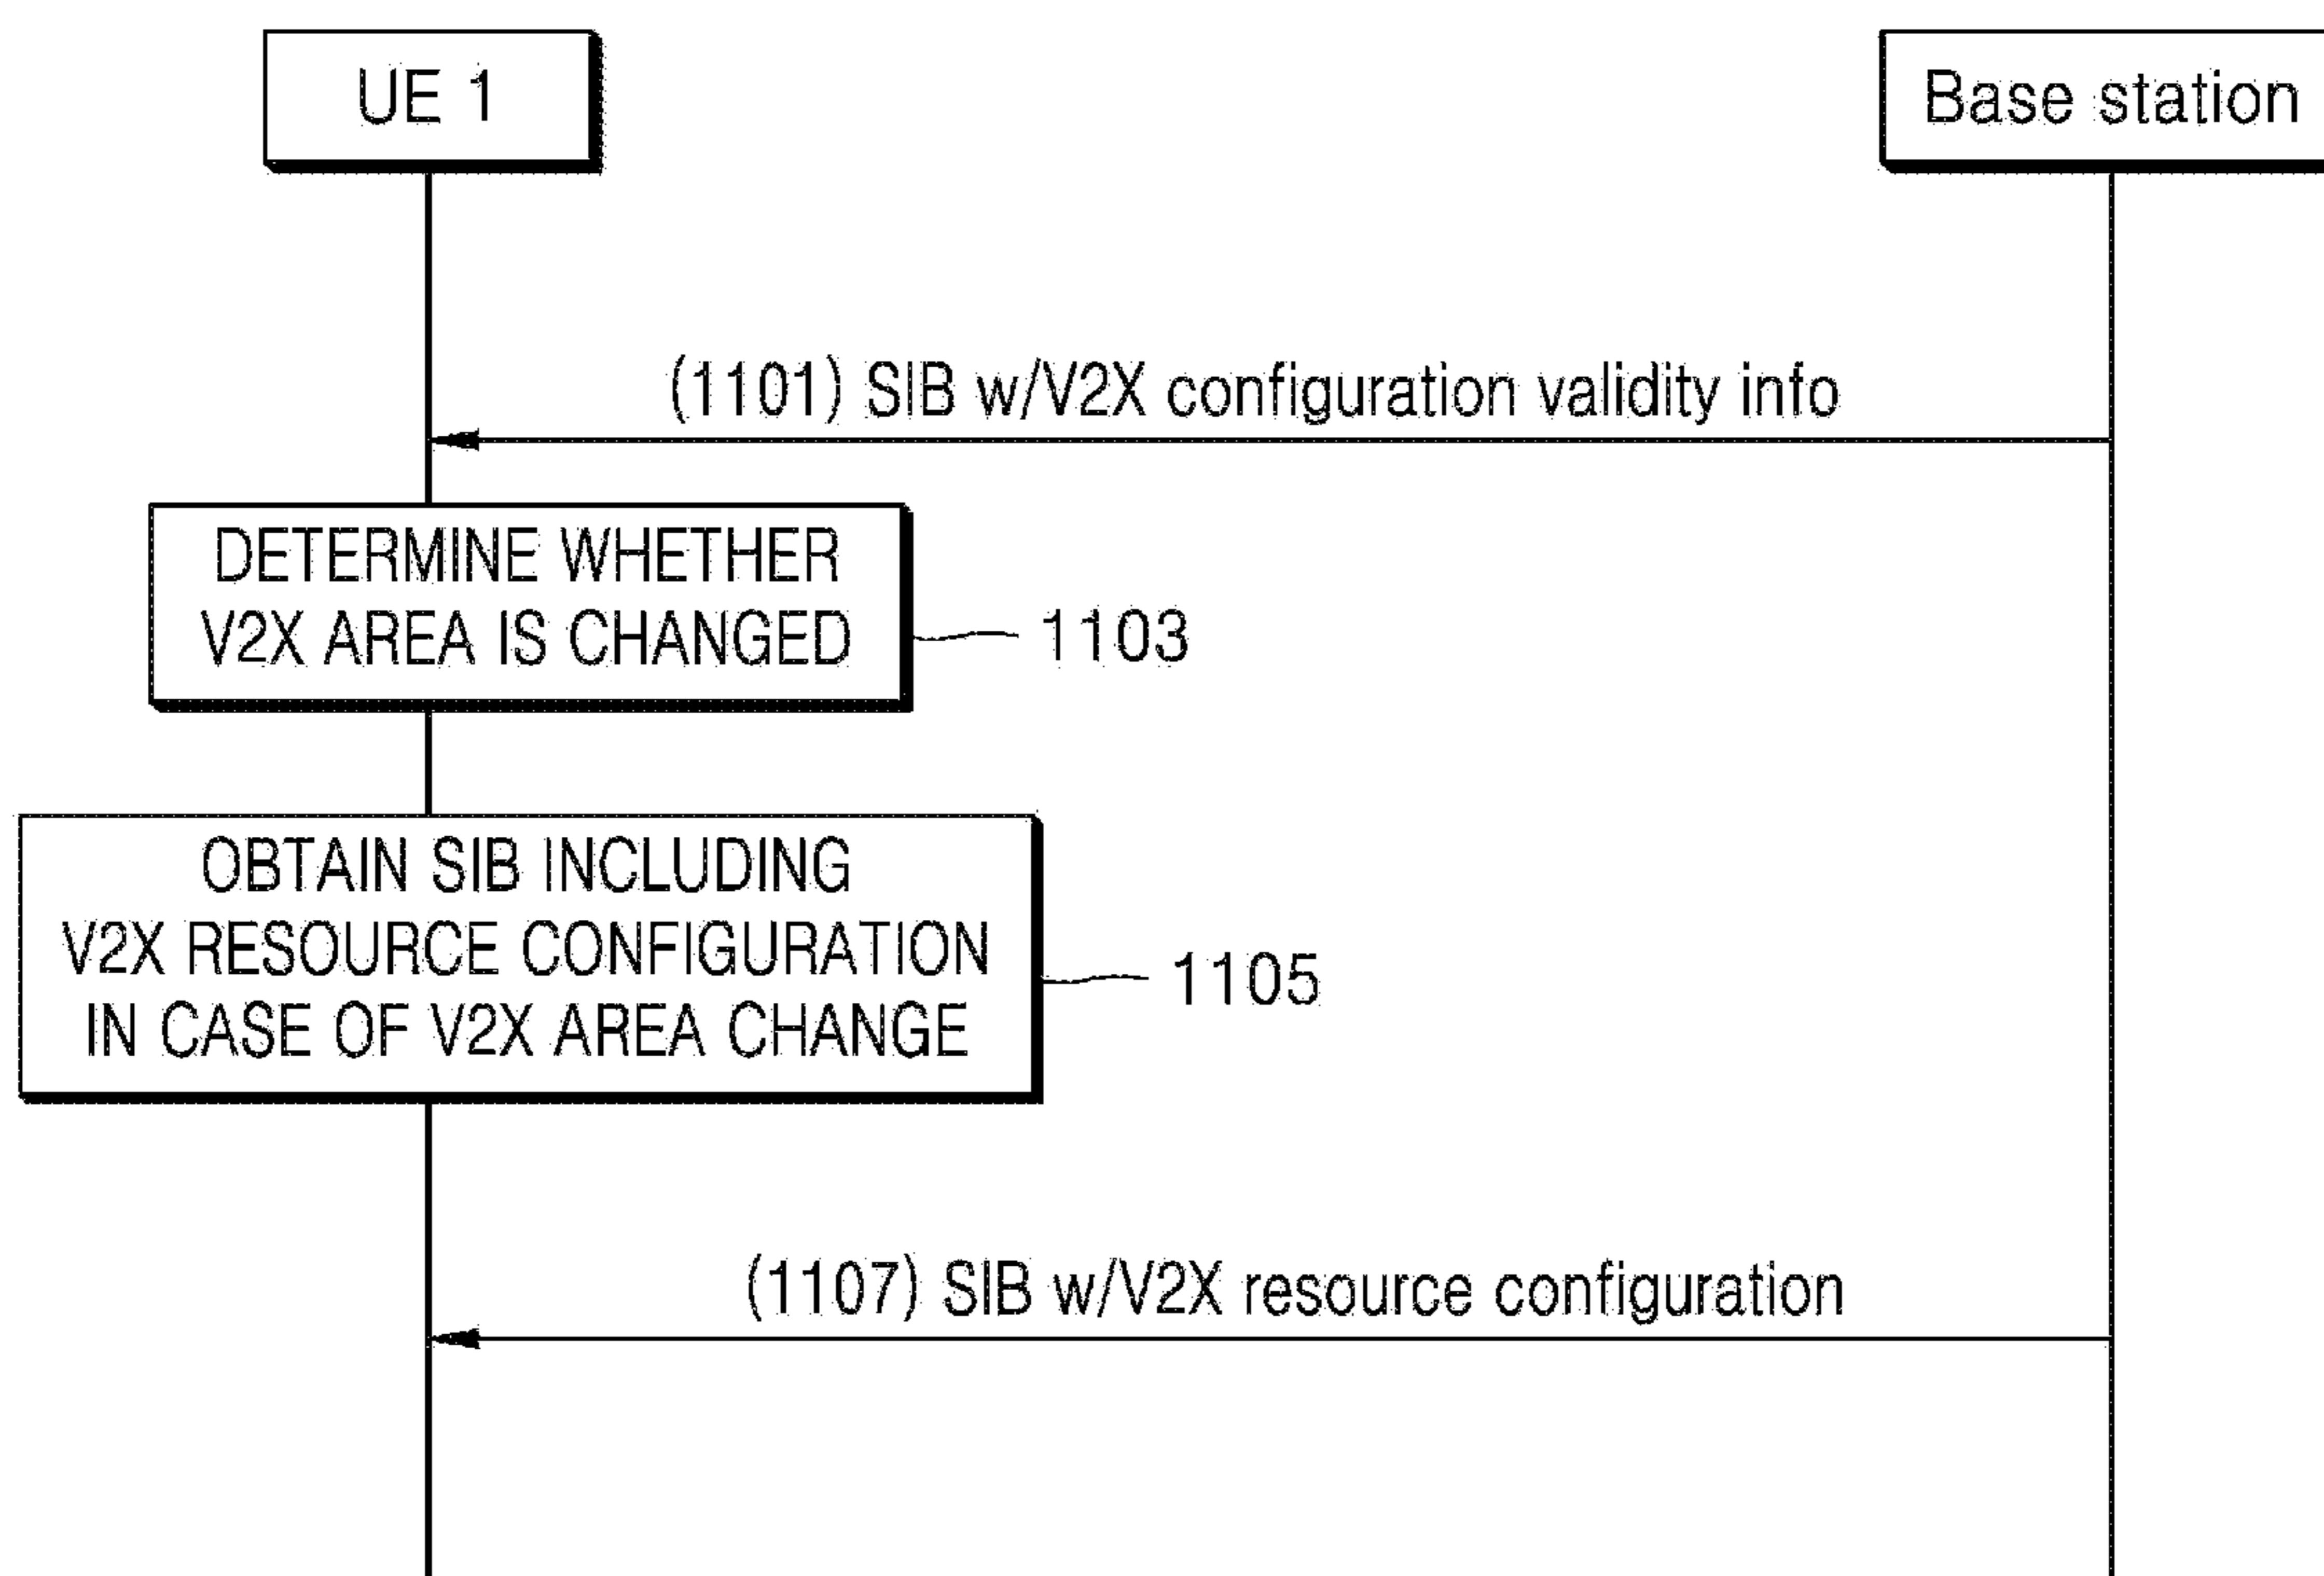 UE 1
Base station
(1101) SIB w/V2X configuration validity info
DETERMINE WHETHER
V2X AREA IS CHANGED
1103
OBTAIN SIB INCLUDING
V2X RESOURCE CONFIGURATION
IN CASE OF V2X AREA CHANGE
1105
(1107) SIB w/V2X resource configuration